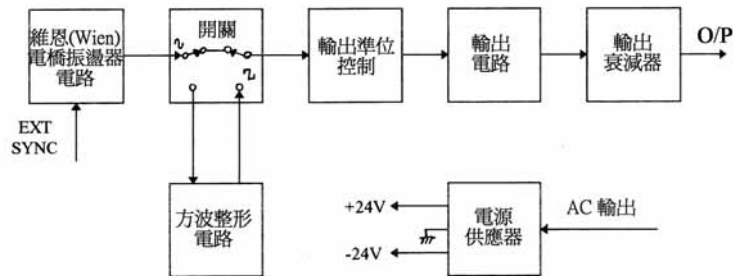 維恩(Wien)
電橋振盪器
電路
開關
輸出準位
控制
輸出
電路
輸出
衰減器
O/P
EXT
SYNC
方波整形
電路
+24V
-24V
電源
供應器
AC 輸出